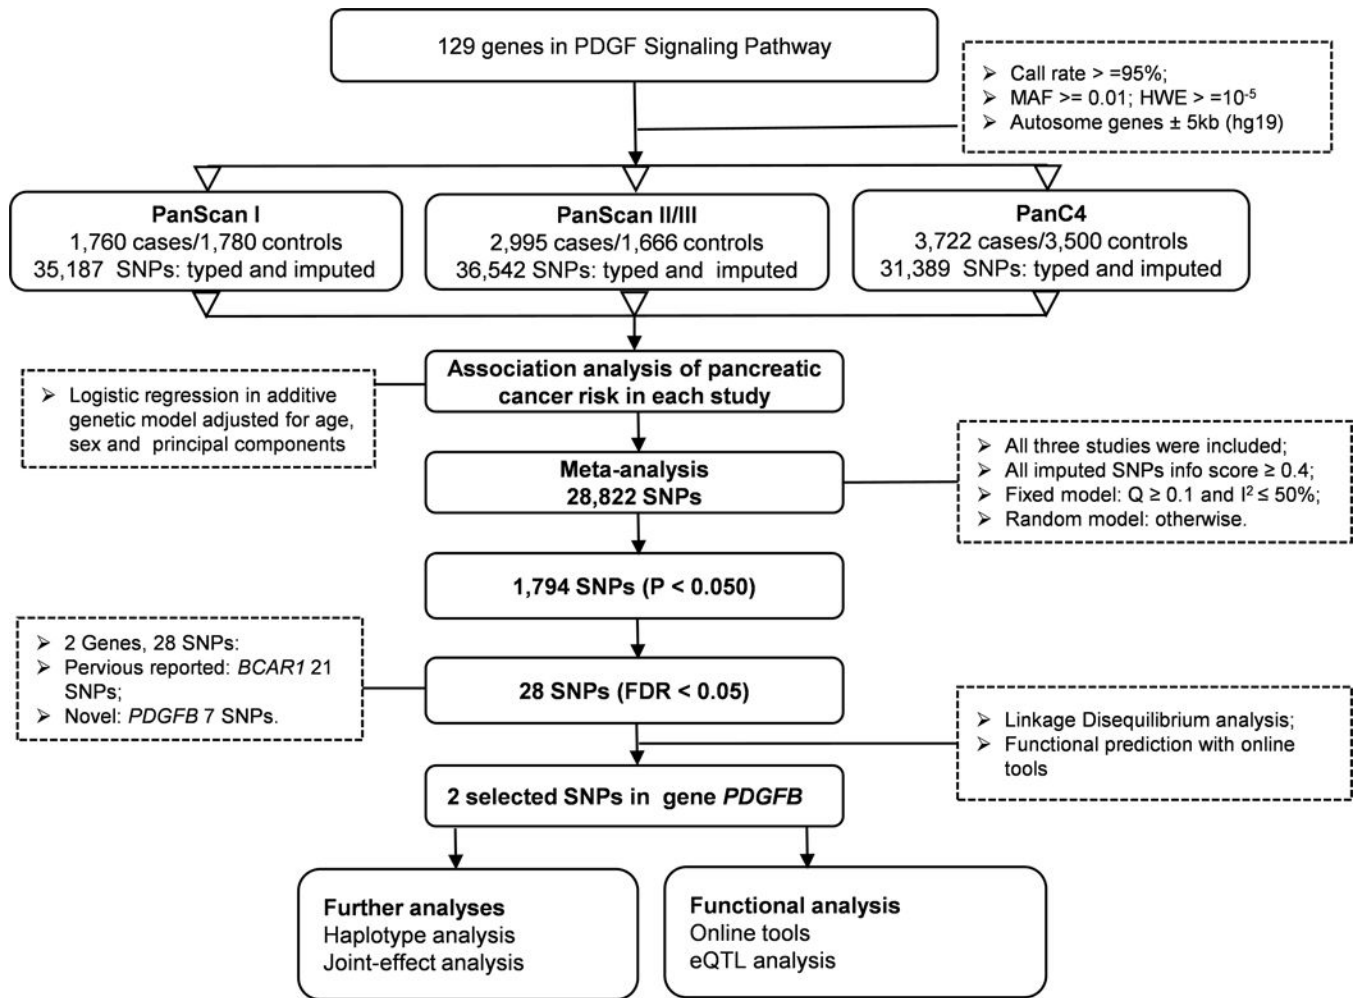 129 genes in PDGF Signaling Pathway
➢ Call rate > =95%;
➢ MAF >= 0.01; HWE > =10⁻⁵
➢ Autosome genes ± 5kb (hg19)
PanScan I
1,760 cases/1,780 controls
35,187 SNPs: typed and imputed
PanScan II/III
2,995 cases/1,666 controls
36,542 SNPs: typed and imputed
PanC4
3,722 cases/3,500 controls
31,389 SNPs: typed and imputed
Association analysis of pancreatic
cancer risk in each study
➢ Logistic regression in additive
genetic model adjusted for age,
sex and principal components
Meta-analysis
28,822 SNPs
➢ All three studies were included;
➢ All imputed SNPs info score ≥ 0.4;
➢ Fixed model: Q ≥ 0.1 and I² ≤ 50%;
➢ Random model: otherwise.
1,794 SNPs (P < 0.050)
➢ 2 Genes, 28 SNPs:
➢ Pervious reported: BCAR1 21
SNPs;
➢ Novel: PDGFB 7 SNPs.
28 SNPs (FDR < 0.05)
➢ Linkage Disequilibrium analysis;
➢ Functional prediction with online
tools
2 selected SNPs in gene PDGFB
Further analyses
Haplotype analysis
Joint-effect analysis
Functional analysis
Online tools
eQTL analysis